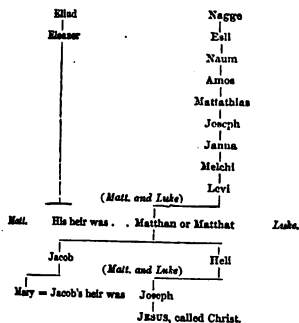 Eliud Nagge
Eleazer Esli
Naum
Amos
Mattathias
Joseph
Janna
Melchi
Levi
(Matt. and Luke)
Matt. His heir was . . Matthan or Matthat Luke.
Jacob Heli
(Matt. and Luke)
Mary = Jacob's heir was Joseph
JESUS, called Christ.